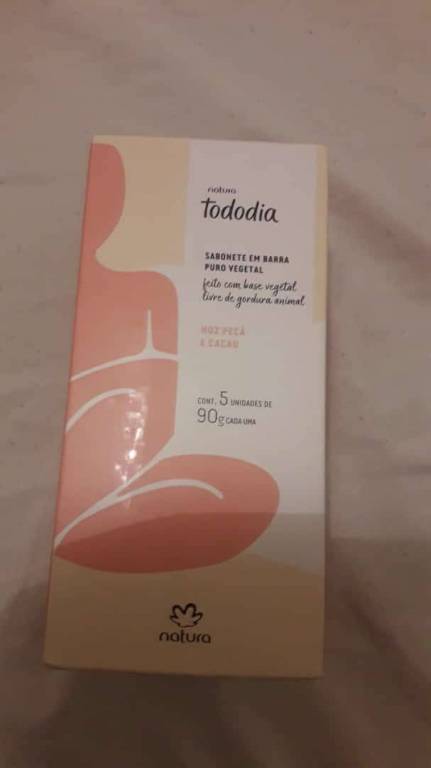 natura
tododia
SABONETE EM BARRA
PURO VEGETAL
feito com base vegetal
livre de gordura animal
NOZ PECÃ
& CACAU
CONT. 5 UNIDADES DE
90g CADA UMA
natura